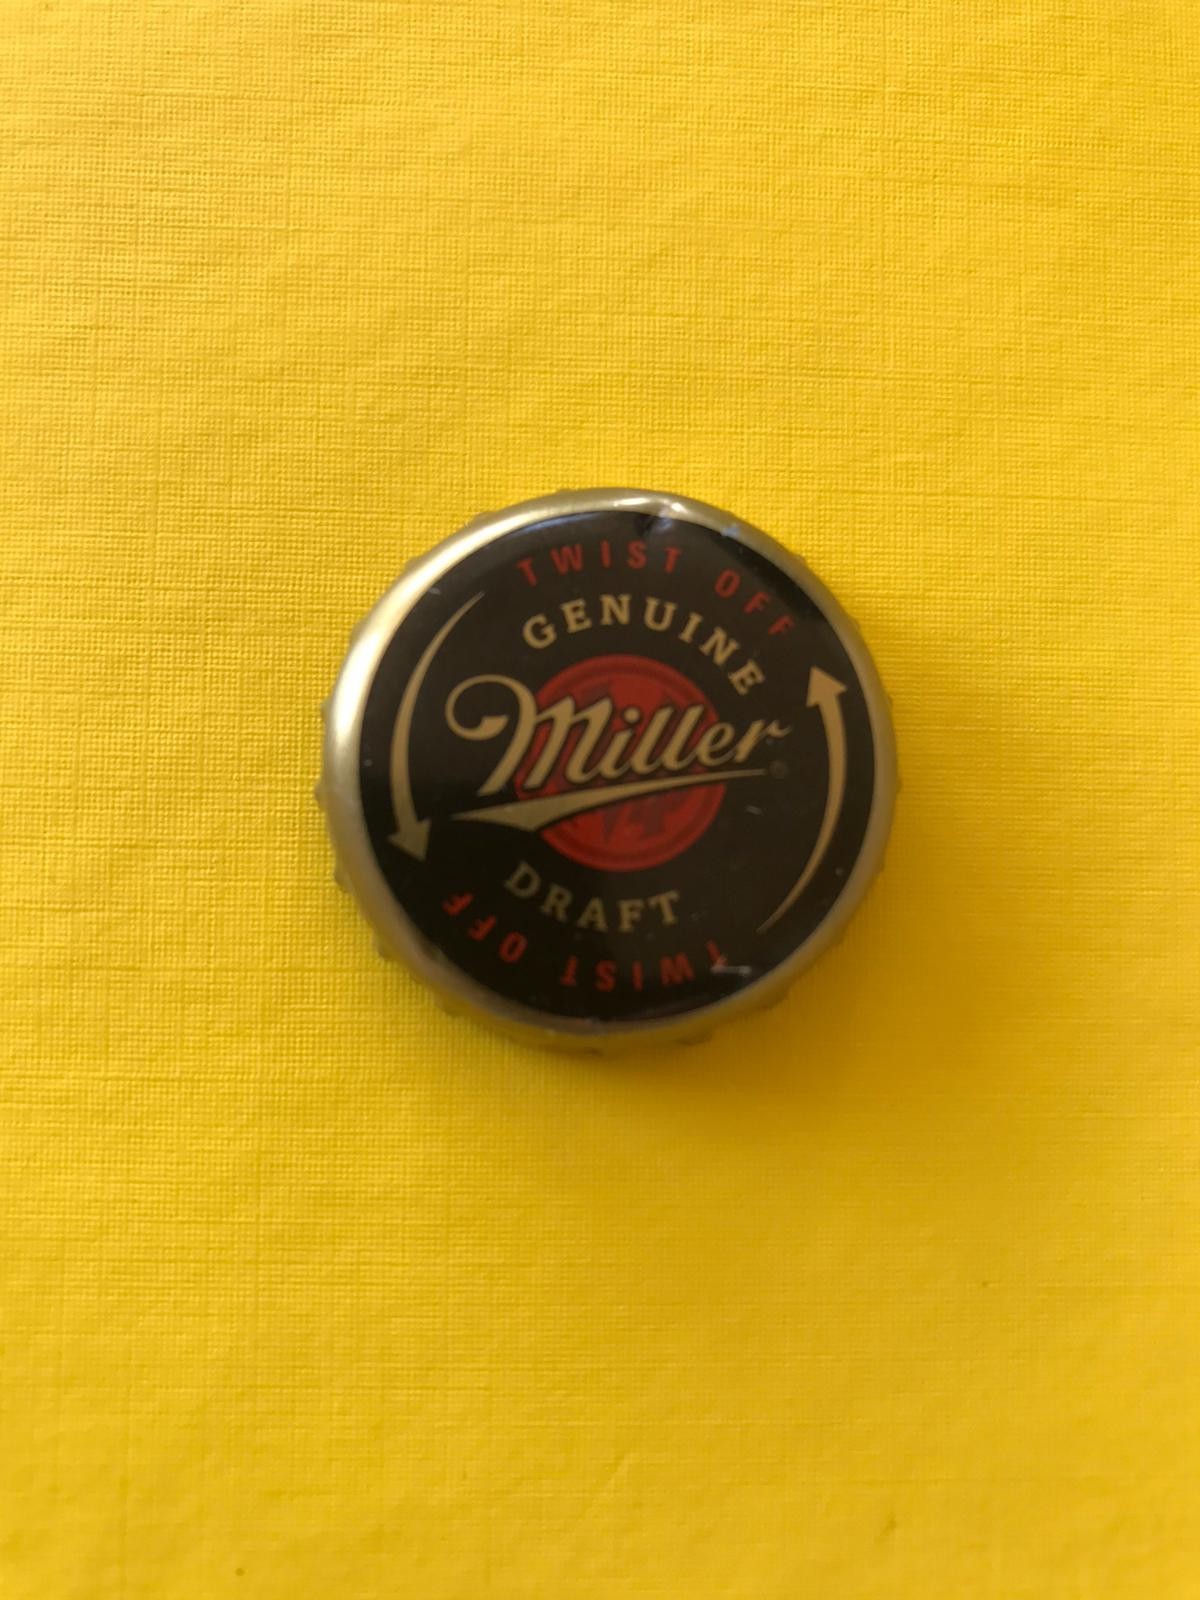 TWIST OFF
GENUINE
Miller®
DRAFT
TWIST OFF